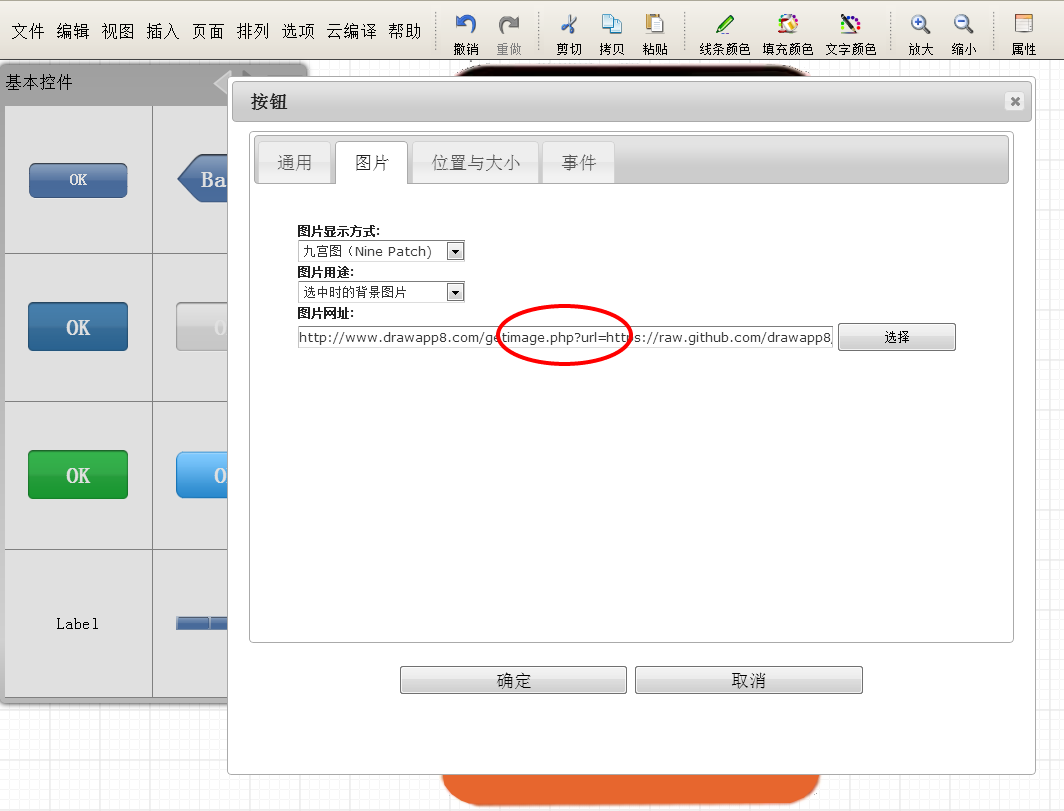 文件 编辑 视图 插入 页面 排列 选项 云编译 帮助
撤销 重做 剪切 拷贝 粘贴 线条颜色 填充颜色 文字颜色 放大 缩小 属性
基本控件
OK
Ba
OK
O
OK
O
Label
按钮
通用 图片 位置与大小 事件
图片显示方式:
九宫图（Nine Patch)
图片用途:
选中时的背景图片
图片网址:
http://www.drawapp8.com/getimage.php?url=https://raw.github.com/drawapp8/
选择
确定 取消